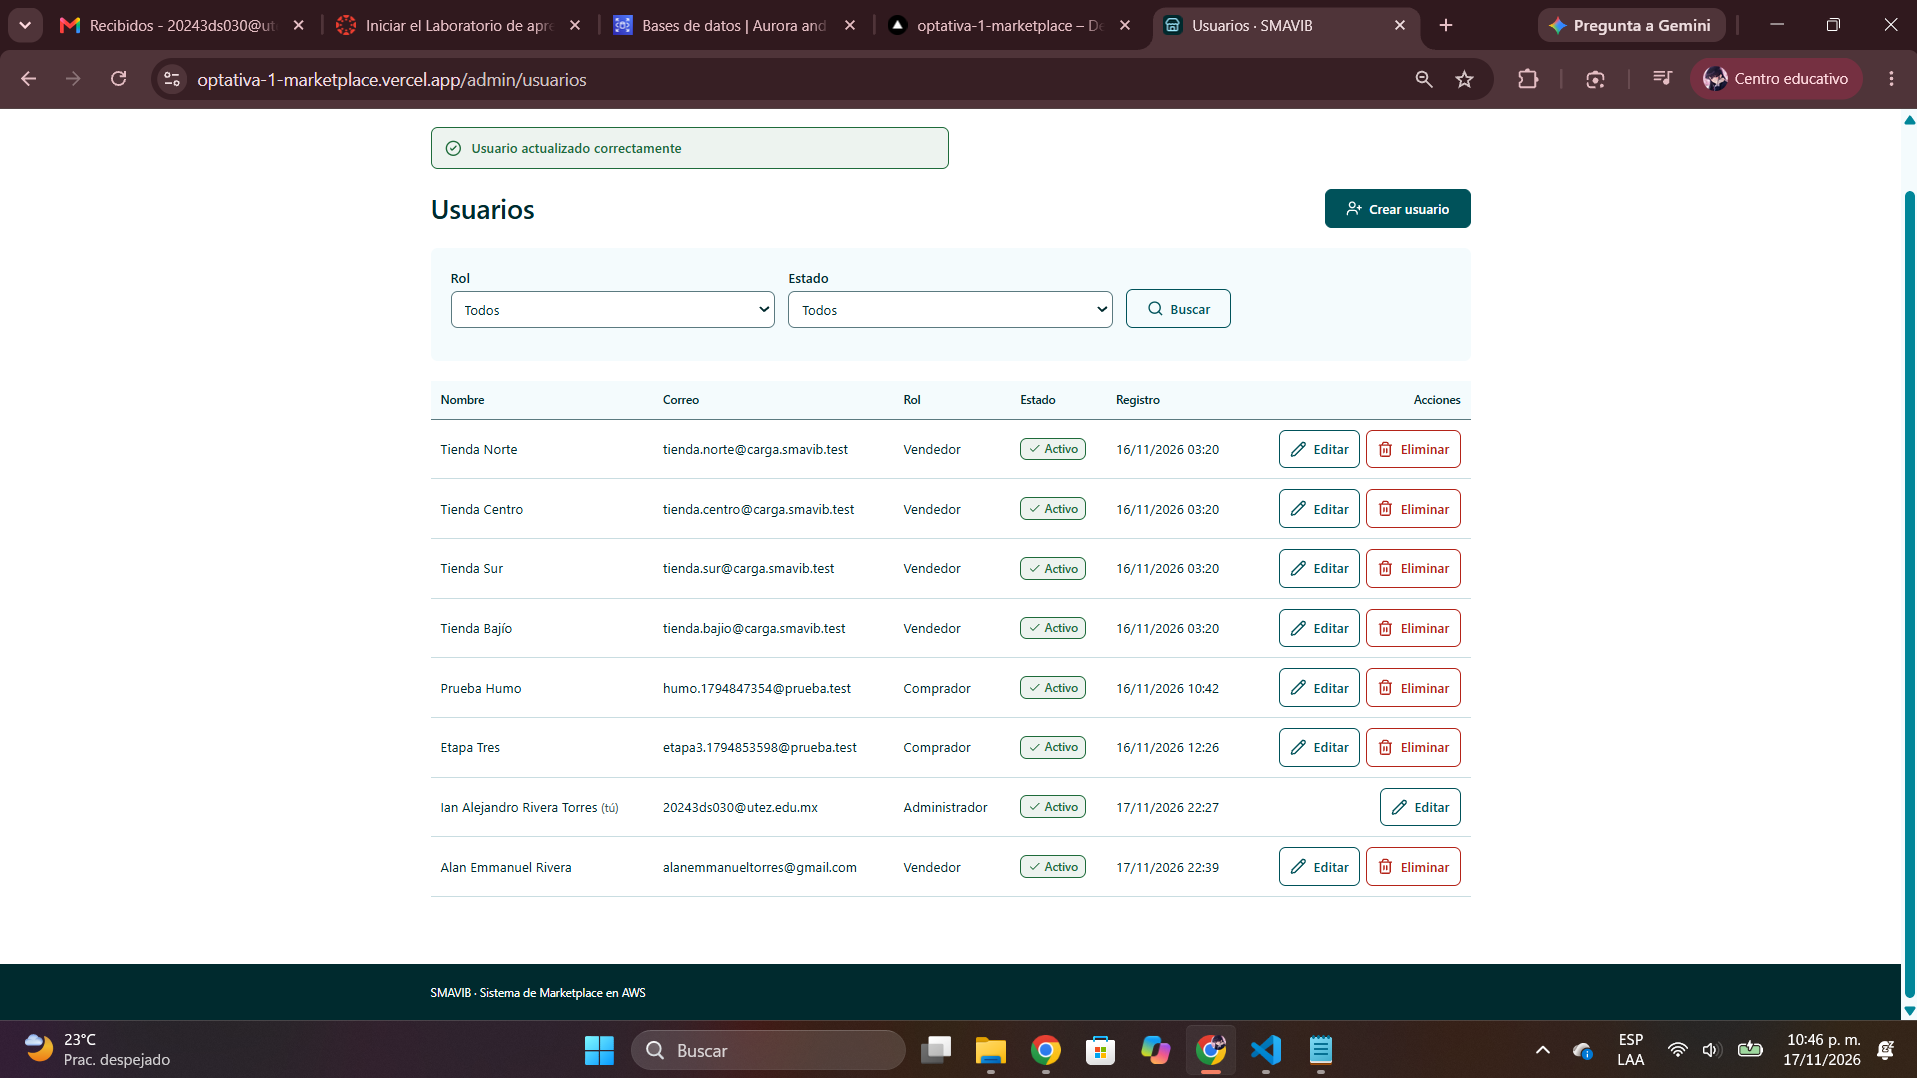 Recibidos - 20243ds030@ut
Iniciar el Laboratorio de apre
Bases de datos | Aurora and
optativa-1-marketplace – De
Usuarios · SMAVIB
Pregunta a Gemini
optativa-1-marketplace.vercel.app/admin/usuarios
Centro educativo
Usuario actualizado correctamente
Usuarios
Crear usuario
Rol
Estado
Todos
Todos
Buscar
Nombre Correo Rol Estado Registro Acciones
Tienda Norte tienda.norte@carga.smavib.test Vendedor Activo 16/11/2026 03:20 Editar Eliminar
Tienda Centro tienda.centro@carga.smavib.test Vendedor Activo 16/11/2026 03:20 Editar Eliminar
Tienda Sur tienda.sur@carga.smavib.test Vendedor Activo 16/11/2026 03:20 Editar Eliminar
Tienda Bajío tienda.bajio@carga.smavib.test Vendedor Activo 16/11/2026 03:20 Editar Eliminar
Prueba Humo humo.1794847354@prueba.test Comprador Activo 16/11/2026 10:42 Editar Eliminar
Etapa Tres etapa3.1794853598@prueba.test Comprador Activo 16/11/2026 12:26 Editar Eliminar
Ian Alejandro Rivera Torres (tú) 20243ds030@utez.edu.mx Administrador Activo 17/11/2026 22:27 Editar
Alan Emmanuel Rivera alanemmanueltorres@gmail.com Vendedor Activo 17/11/2026 22:39 Editar Eliminar
SMAVIB · Sistema de Marketplace en AWS
23°C
Prac. despejado
Buscar
ESP
LAA
10:46 p. m.
17/11/2026